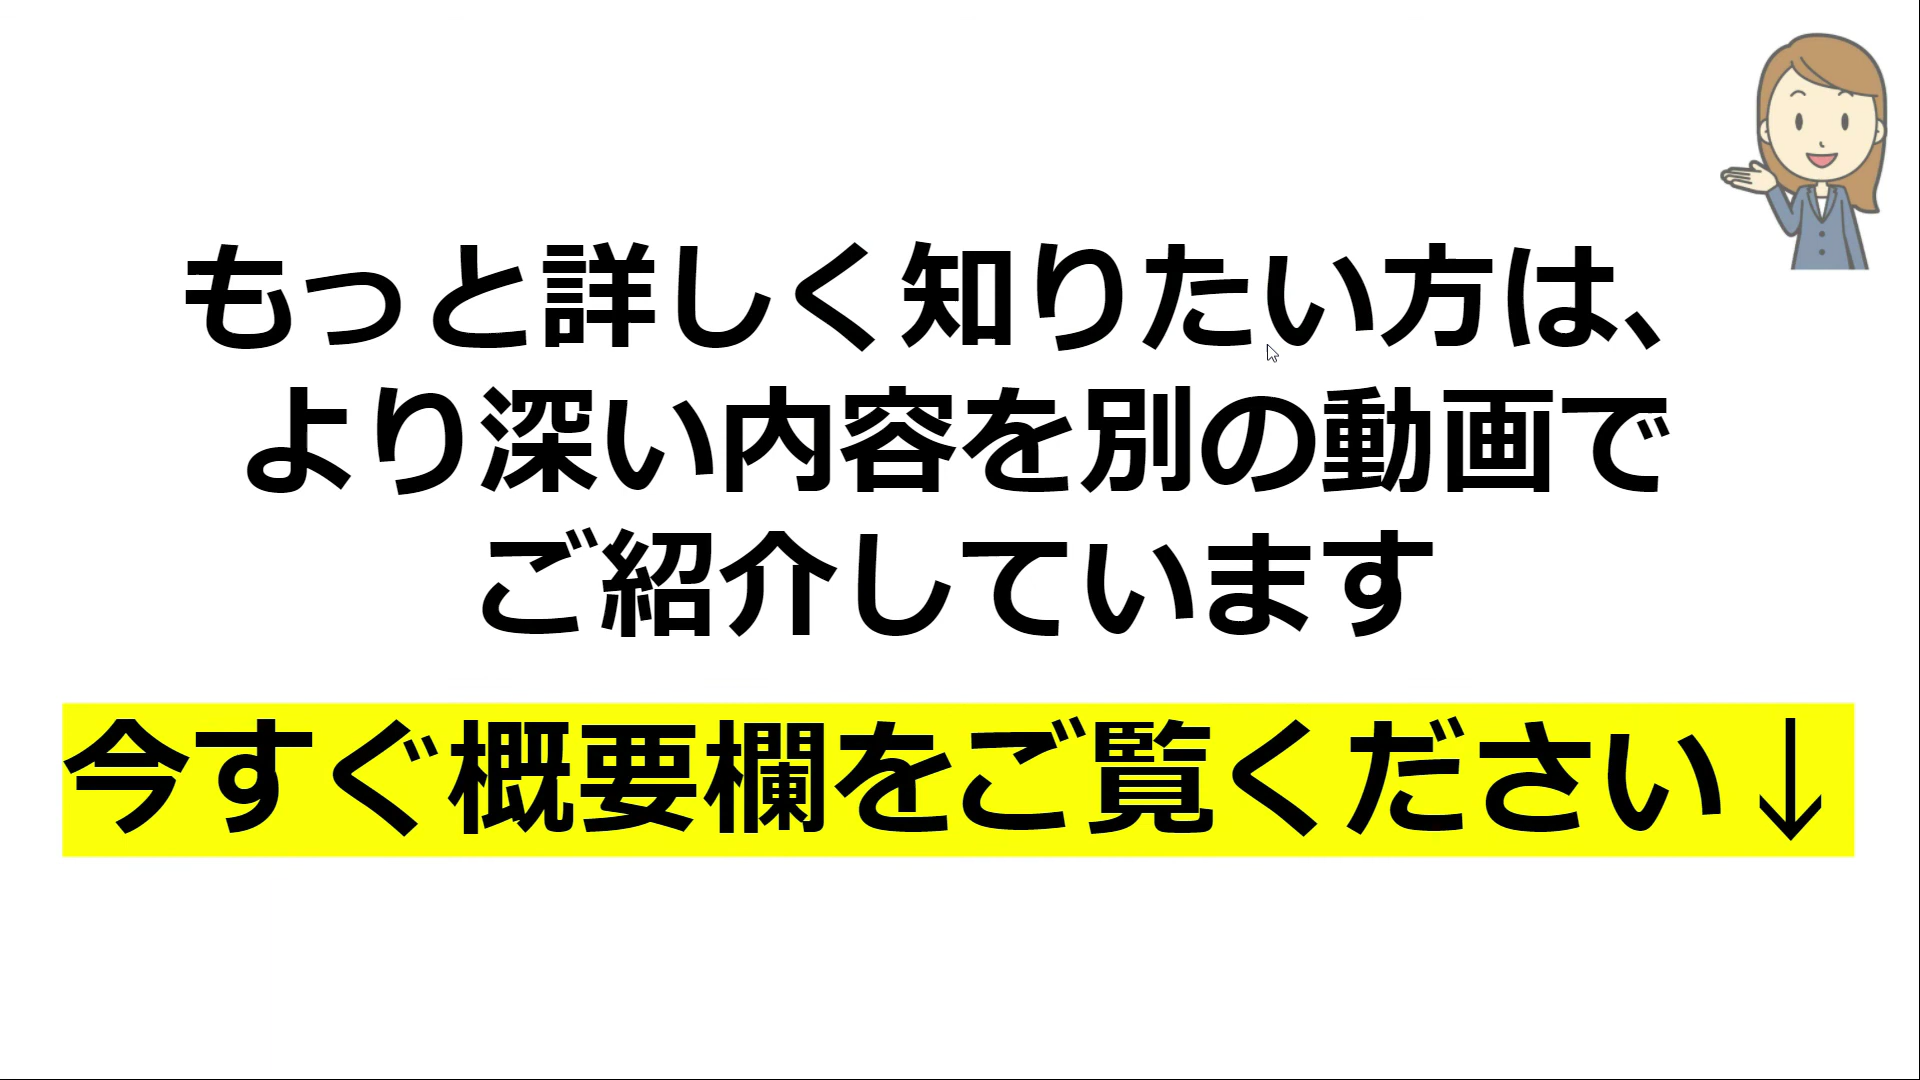 もっと詳しく知りたい方は、
より深い内容を別の動画で
ご紹介しています
今すぐ概要欄をご覧ください↓